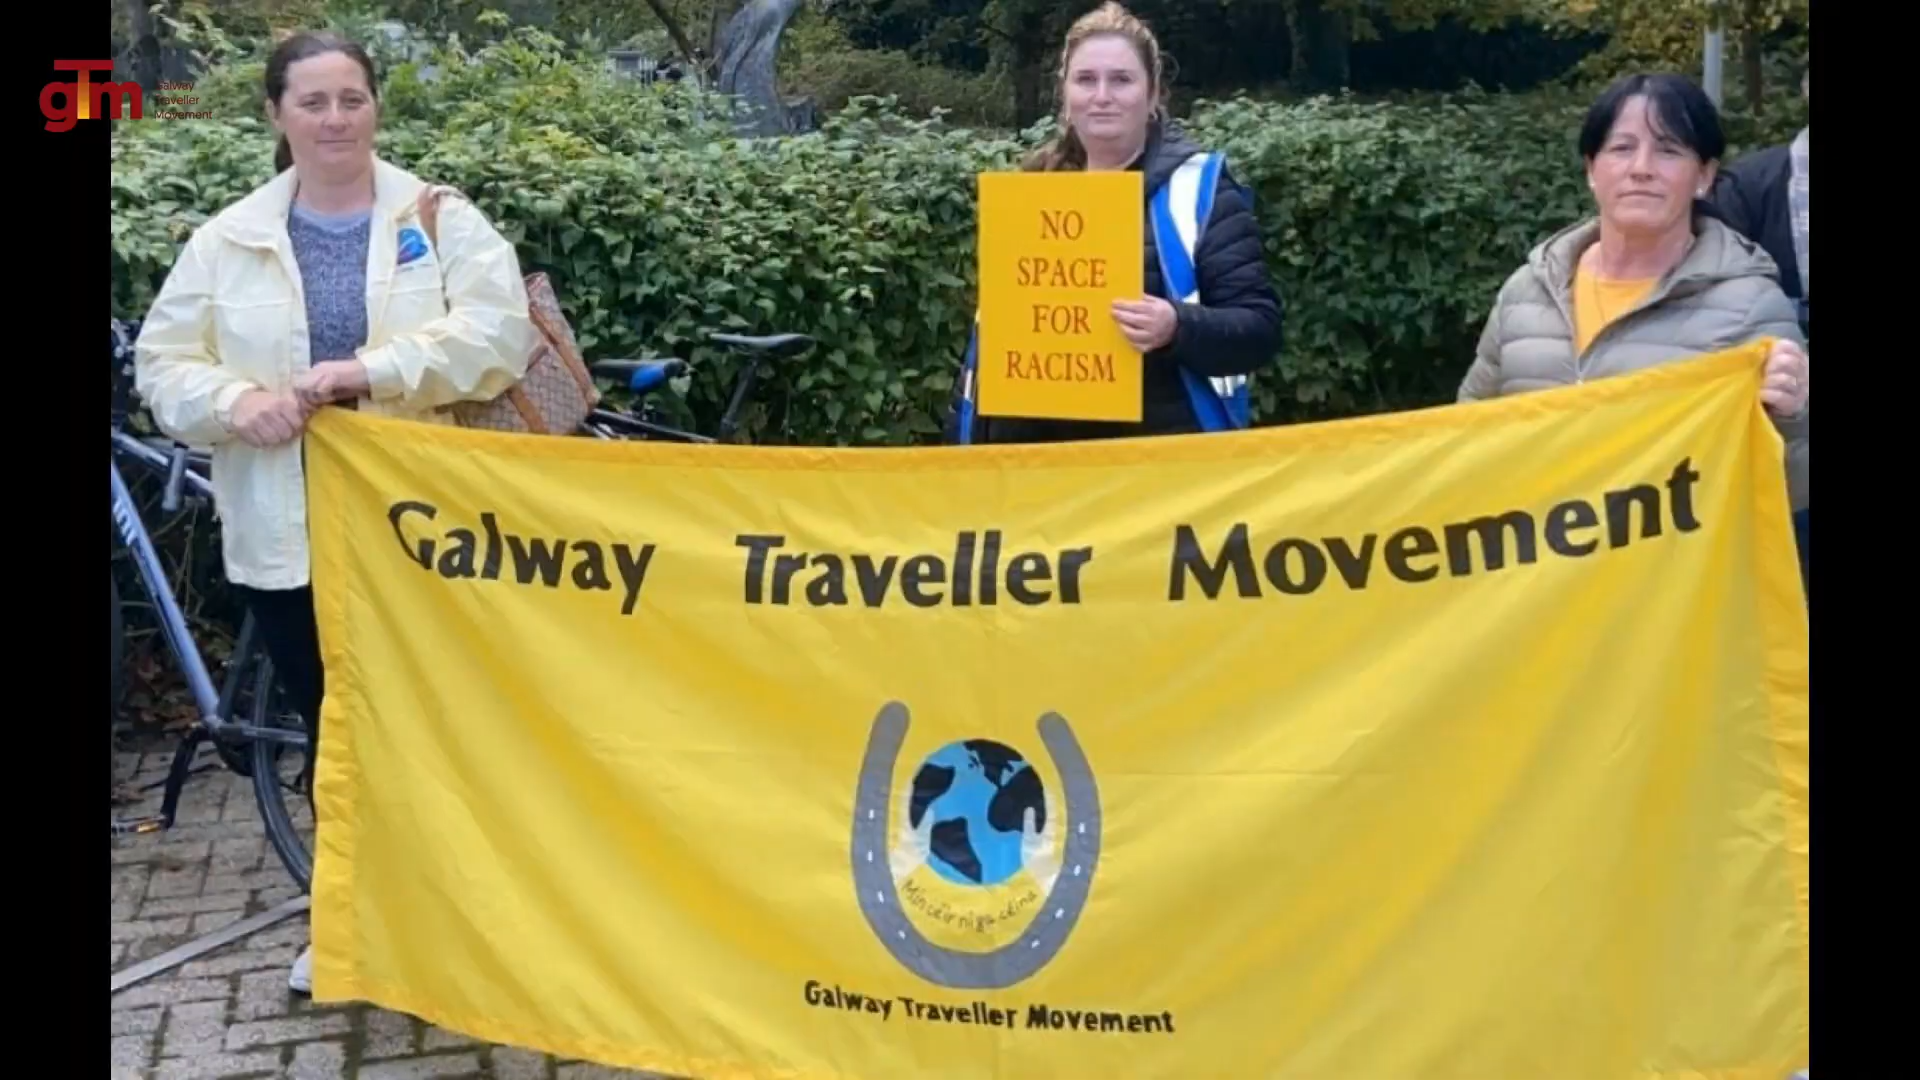 gTm
Galway
Traveller
Movement
NO
SPACE
FOR
RACISM
Galway Traveller Movement
Galway Traveller Movement